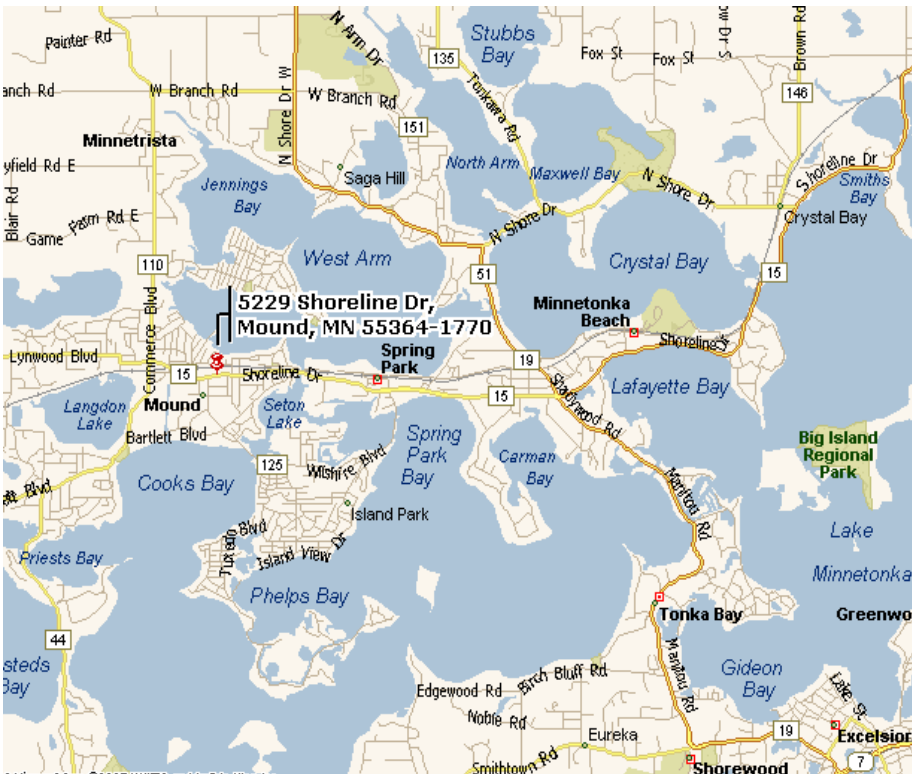 Painter Rd
N Arm Dr
Stubbs
Bay
135
Fox St
Fox St
Brown Rd
146
W Branch Rd
W Branch Rd
151
Tonkawa Rd
N Shore Dr W
Minnetrista
Saga Hill
North Arm
Maxwell Bay
N Shore Dr
Shoreline Dr
Smiths
Bay
Crystal Bay
Blair Rd
Jennings
Bay
Game
Palm Rd E
N Shore Dr
West Arm
Crystal Bay
110
51
15
Commerce Blvd
5229 Shoreline Dr,
Mound, MN 55364-1770
Minnetonka
Beach
Shoreline Dr
Lynwood Blvd
15
Shoreline Dr
Spring
Park
19
15
Shadywood Rd
Lafayette Bay
Mound
Langdon
Lake
Seton
Lake
Bartlett Blvd
Spring
Park
Bay
Carman
Bay
Big Island
Regional
Park
125
Wilshire Blvd
Cooks Bay
Manitou Rd
Island Park
Lake
Minnetonka
Tuxedo Blvd
Island View Dr
Priests Bay
Phelps Bay
Tonka Bay
Greenwo
44
Manitou Rd
Gideon
Bay
steds
Bay
Edgewood Rd
Birch Bluff Rd
Noble Rd
Lake St
Eureka
19
Excelsior
Smithtown Rd
Shorewood
7